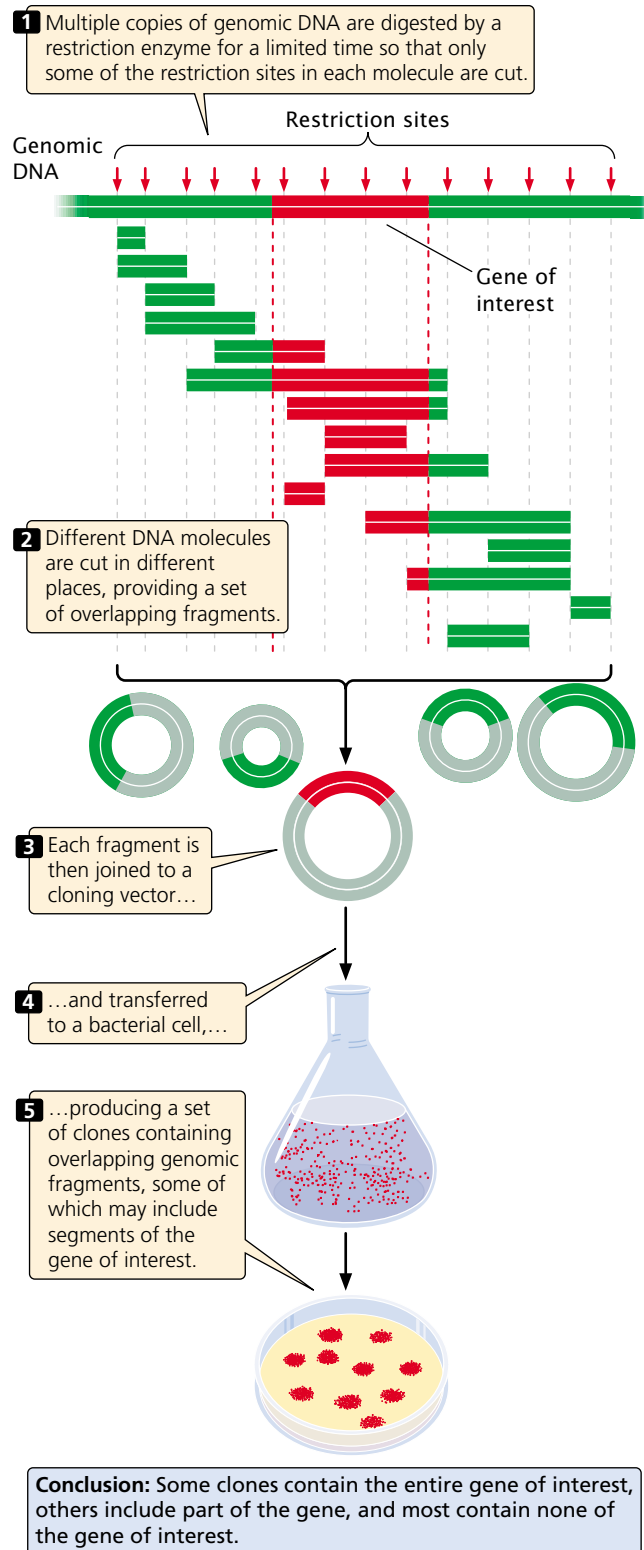 1 Multiple copies of genomic DNA are digested by a
restriction enzyme for a limited time so that only
some of the restriction sites in each molecule are cut.
Restriction sites
Genomic
DNA
Gene of
interest
2 Different DNA molecules
are cut in different
places, providing a set
of overlapping fragments.
3 Each fragment is
then joined to a
cloning vector…
4 …and transferred
to a bacterial cell,…
5 …producing a set
of clones containing
overlapping genomic
fragments, some of
which may include
segments of the
gene of interest.
Conclusion: Some clones contain the entire gene of interest,
others include part of the gene, and most contain none of
the gene of interest.